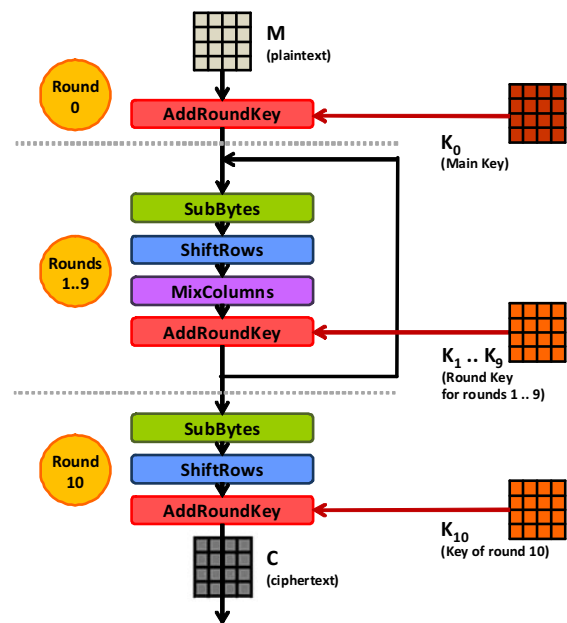 M
(plaintext)
Round
0
AddRoundKey
K0
(Main Key)
SubBytes
ShiftRows
Rounds
1..9
MixColumns
AddRoundKey
K1 .. K9
(Round Key
for rounds 1 .. 9)
SubBytes
Round
10
ShiftRows
AddRoundKey
K10
(Key of round 10)
C
(ciphertext)